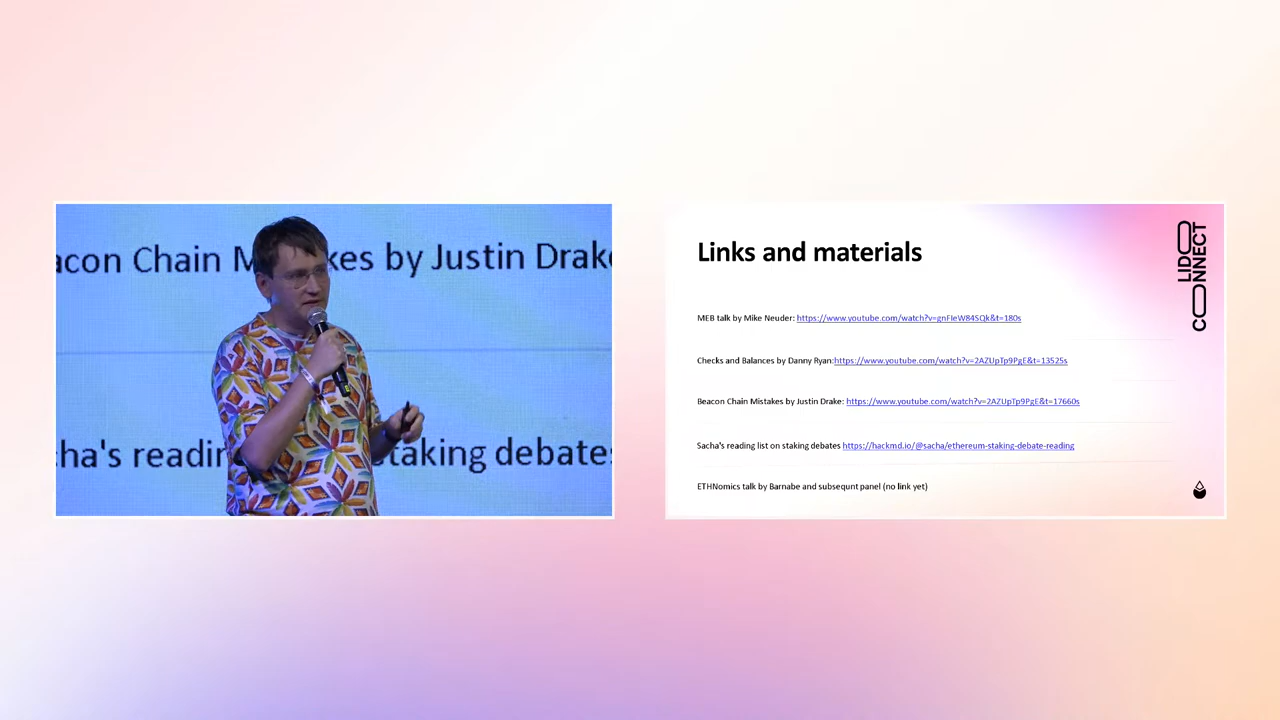 acon Chain M kes by Justin Drake
cha's readin staking debates
Links and materials
MEB talk by Mike Neuder: https://www.youtube.com/watch?v=gnFIeW84SQk&t=180s
Checks and Balances by Danny Ryan:https://www.youtube.com/watch?v=2AZUpTp9PgE&t=13525s
Beacon Chain Mistakes by Justin Drake: https://www.youtube.com/watch?v=2AZUpTp9PgE&t=17660s
Sacha's reading list on staking debates https://hackmd.io/@sacha/ethereum-staking-debate-reading
ETHNomics talk by Barnabe and subsequnt panel (no link yet)
LIDO
CONNECT